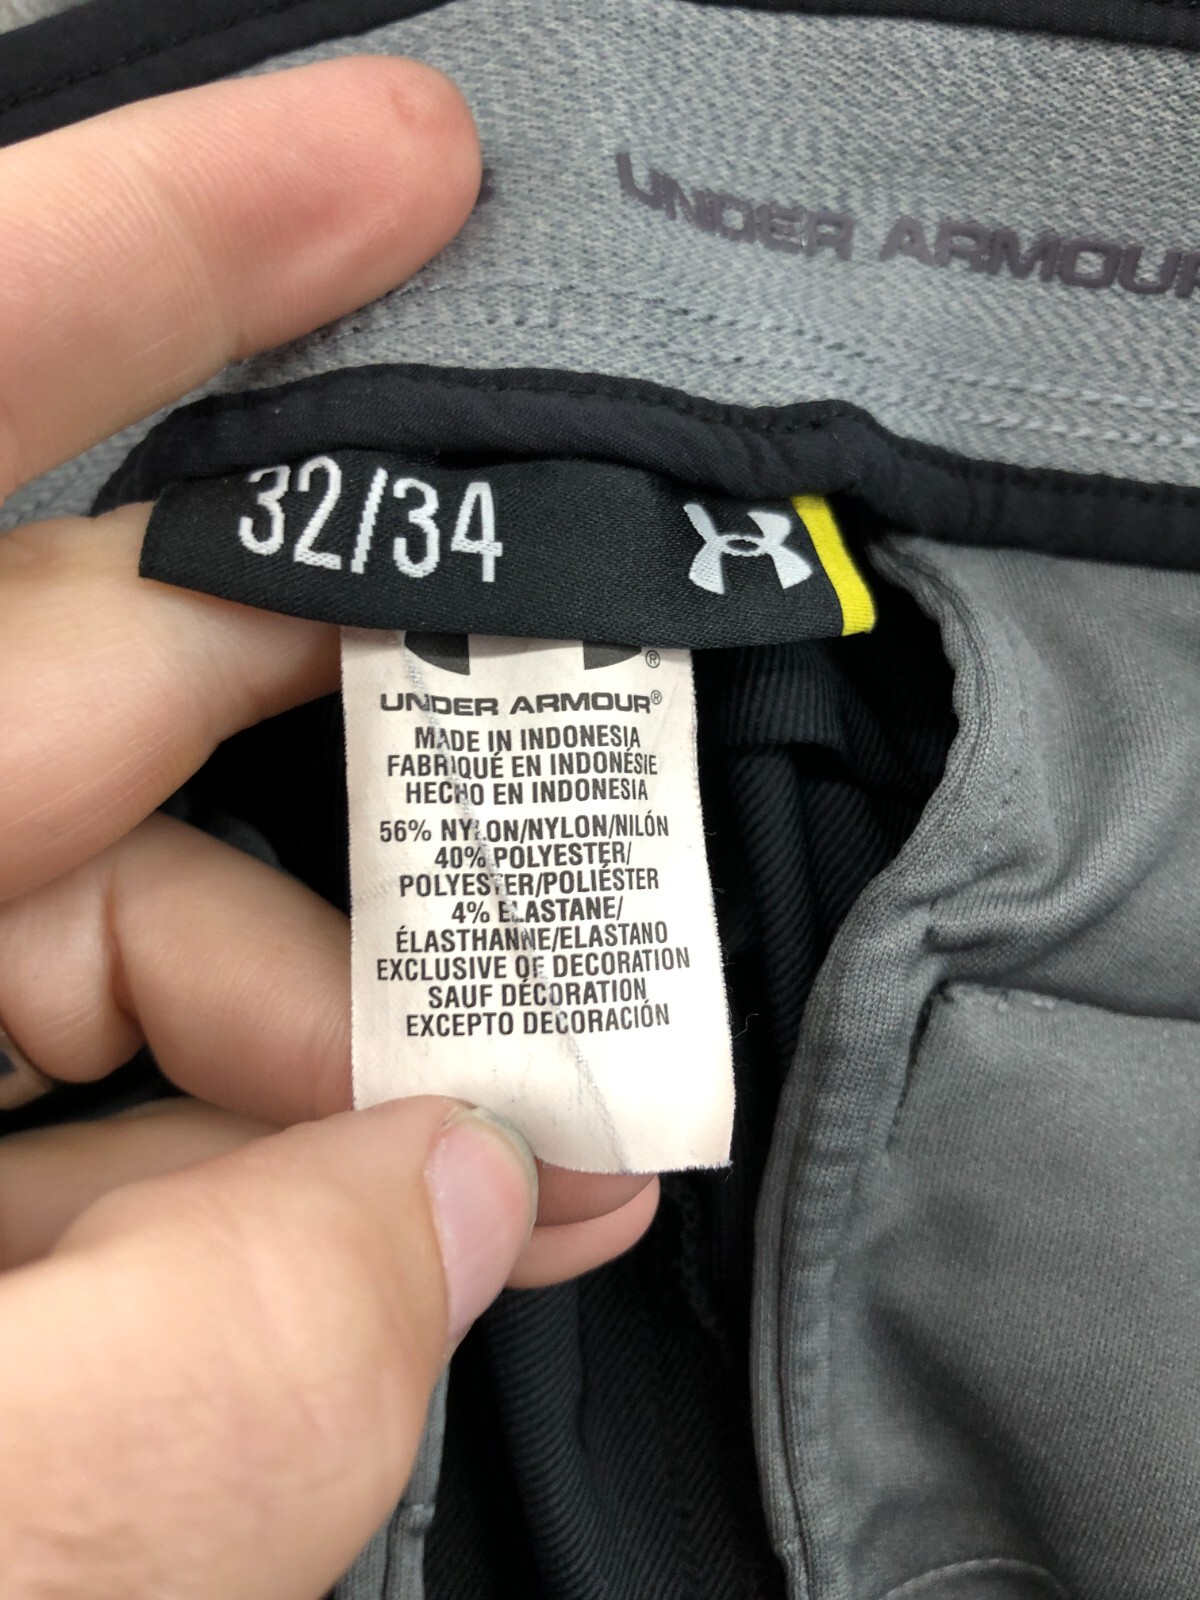 UNDER ARMOUR
32/34
®
UNDER ARMOUR®
MADE IN INDONESIA
FABRIQUÉ EN INDONÉSIE
HECHO EN INDONESIA
56% NYLON/NYLON/NILÓN
40% POLYESTER/
POLYESTER/POLIÉSTER
4% ELASTANE/
ÉLASTHANNE/ELASTANO
EXCLUSIVE OF DECORATION
SAUF DÉCORATION
EXCEPTO DECORACIÓN